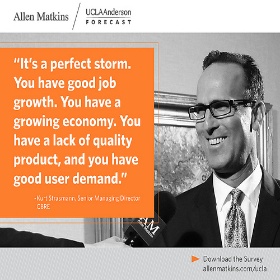 Allen Matkins
UCLAAnderson
FORECAST
“It’s a perfect storm.
You have good job
growth. You have a
growing economy. You
have a lack of quality
product, and you have
good user demand.”
- Kurt Strasmann, Senior Managing Director
CBRE
AM
Download the Survey
allenmatkins.com/ucla